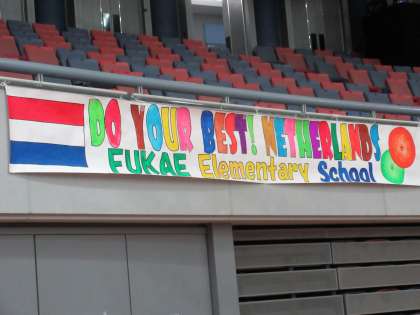 DO YOUR BEST! NETHERLANDS
FUKAE Elementary School